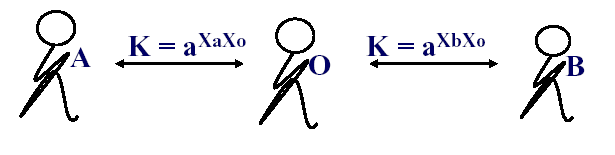 K = a^XaXo K = a^XbXo
A O B